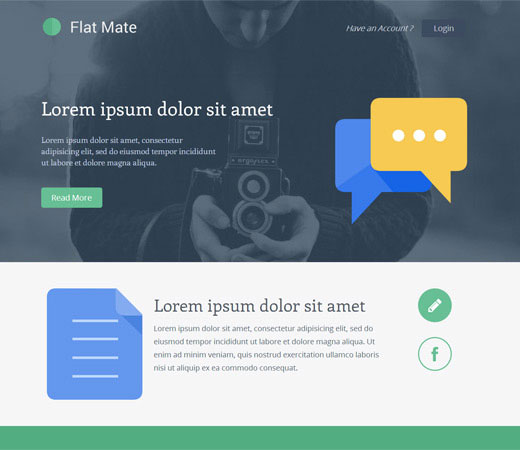 Flat Mate
Have an Account ?
Login
Lorem ipsum dolor sit amet
Lorem ipsum dolor sit amet, consectetur
adipisicing elit, sed do eiusmod tempor incididunt
ut labore et dolore magna aliqua.
Read More
Lorem ipsum dolor sit amet
Lorem ipsum dolor sit amet, consectetur adipisicing elit, sed do eiusmod
tempor incididunt ut labore et dolore magna aliqua. Ut
enim ad minim veniam, quis nostrud exercitation ullamco laboris
nisi ut aliquip ex ea commodo consequat.
f